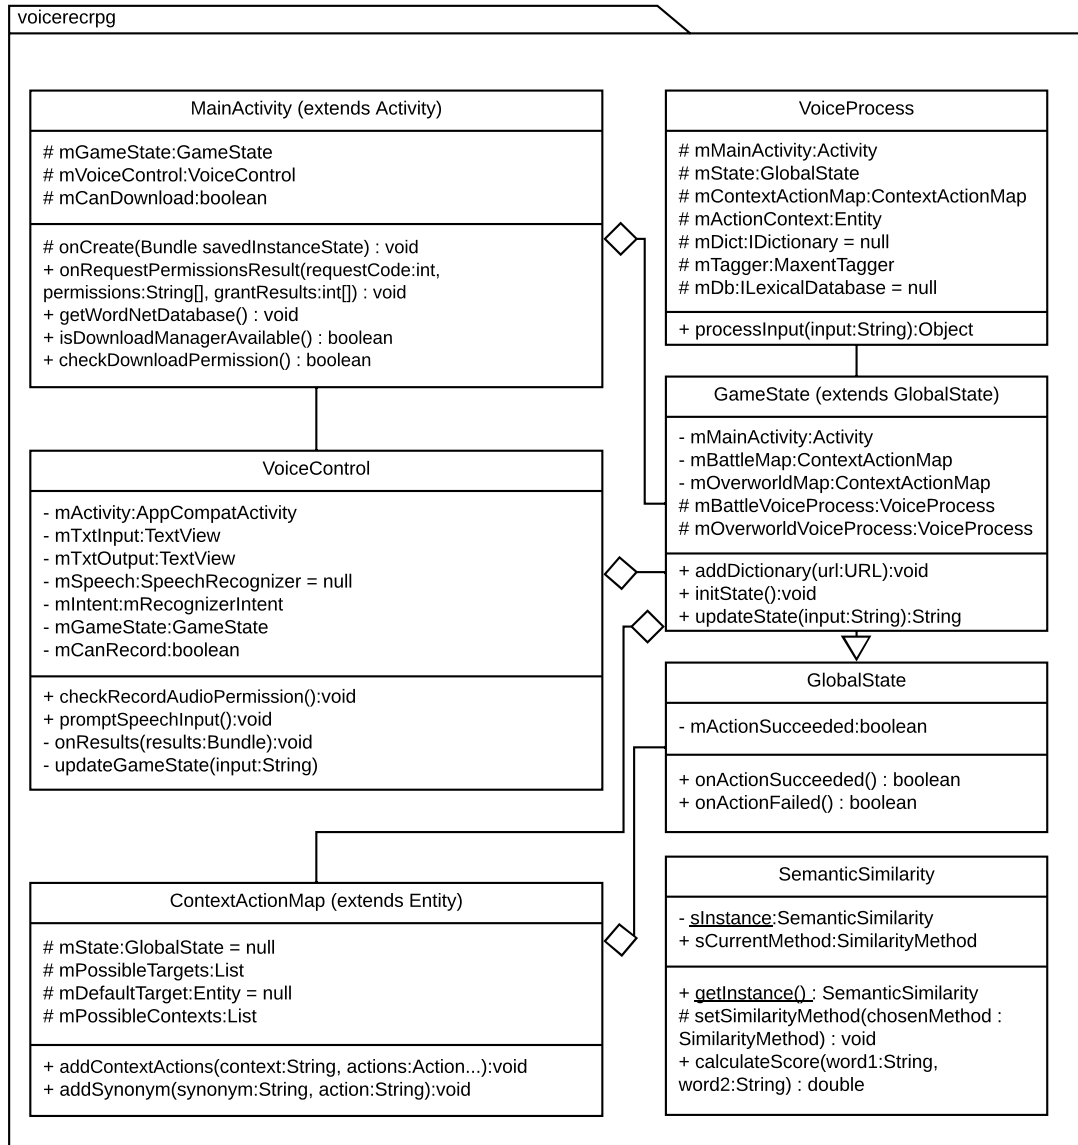 voicerecrpg
MainActivity (extends Activity)
# mGameState:GameState
# mVoiceControl:VoiceControl
# mCanDownload:boolean
# onCreate(Bundle savedInstanceState) : void
+ onRequestPermissionsResult(requestCode:int,
permissions:String[], grantResults:int[]) : void
+ getWordNetDatabase() : void
+ isDownloadManagerAvailable() : boolean
+ checkDownloadPermission() : boolean
VoiceProcess
# mMainActivity:Activity
# mState:GlobalState
# mContextActionMap:ContextActionMap
# mActionContext:Entity
# mDict:IDictionary = null
# mTagger:MaxentTagger
# mDb:ILexicalDatabase = null
+ processInput(input:String):Object
GameState (extends GlobalState)
- mMainActivity:Activity
- mBattleMap:ContextActionMap
- mOverworldMap:ContextActionMap
# mBattleVoiceProcess:VoiceProcess
# mOverworldVoiceProcess:VoiceProcess
+ addDictionary(url:URL):void
+ initState():void
+ updateState(input:String):String
VoiceControl
- mActivity:AppCompatActivity
- mTxtInput:TextView
- mTxtOutput:TextView
- mSpeech:SpeechRecognizer = null
- mIntent:mRecognizerIntent
- mGameState:GameState
- mCanRecord:boolean
+ checkRecordAudioPermission():void
+ promptSpeechInput():void
- onResults(results:Bundle):void
- updateGameState(input:String)
GlobalState
- mActionSucceeded:boolean
+ onActionSucceeded() : boolean
+ onActionFailed() : boolean
ContextActionMap (extends Entity)
# mState:GlobalState = null
# mPossibleTargets:List
# mDefaultTarget:Entity = null
# mPossibleContexts:List
+ addContextActions(context:String, actions:Action...):void
+ addSynonym(synonym:String, action:String):void
SemanticSimilarity
- sInstance:SemanticSimilarity
+ sCurrentMethod:SimilarityMethod
+ getInstance() : SemanticSimilarity
# setSimilarityMethod(chosenMethod :
SimilarityMethod) : void
+ calculateScore(word1:String,
word2:String) : double